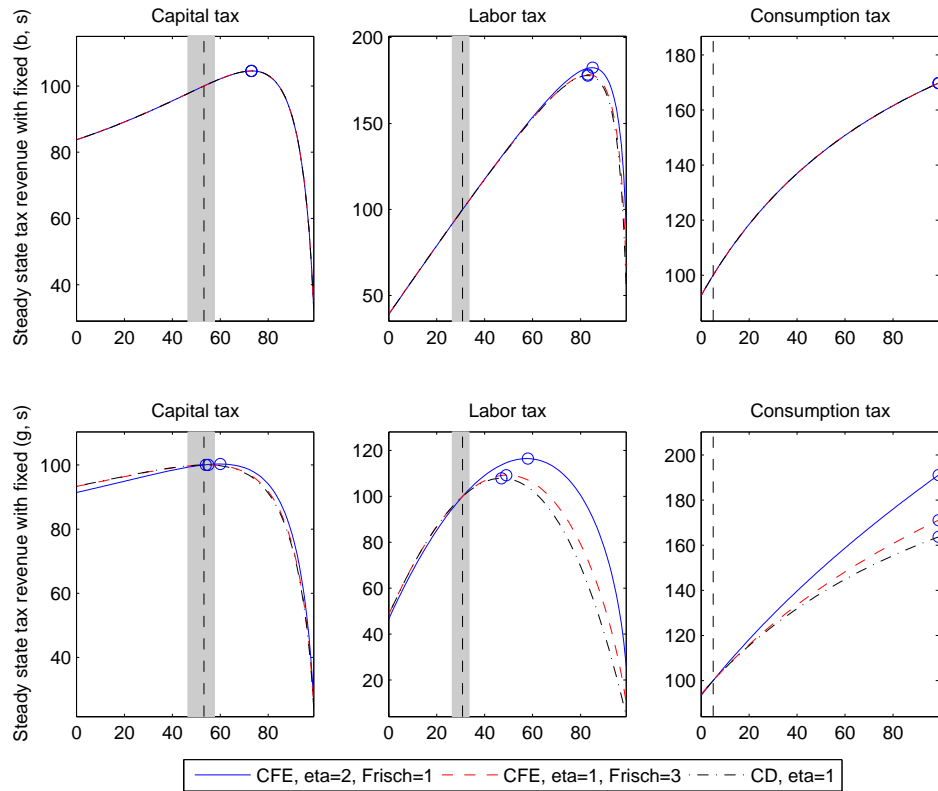 Capital tax
Labor tax
Consumption tax
Steady state tax revenue with fixed (b, s)
100
80
60
40
0 20 40 60 80
200
150
100
50
0 20 40 60 80
180
160
140
120
100
0 20 40 60 80
Capital tax
Labor tax
Consumption tax
Steady state tax revenue with fixed (g, s)
100
80
60
40
0 20 40 60 80
120
100
80
60
40
20
0 20 40 60 80
200
180
160
140
120
100
0 20 40 60 80
CFE, eta=2, Frisch=1
CFE, eta=1, Frisch=3
CD, eta=1